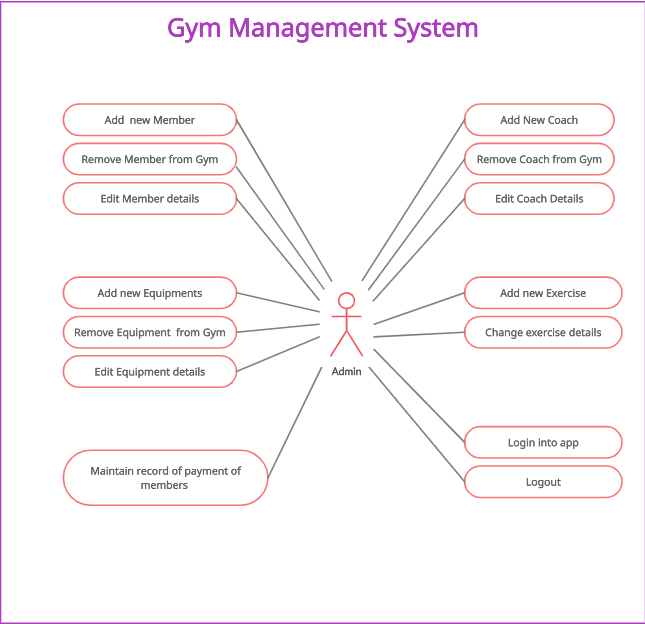 Gym Management System
Add  new Member
Remove Member from Gym
Edit Member details
Add New Coach
Remove Coach from Gym
Edit Coach Details
Add new Equipments
Remove Equipment  from Gym
Edit Equipment details
Add new Exercise
Change exercise details
Admin
Maintain record of payment of
members
Login into app
Logout